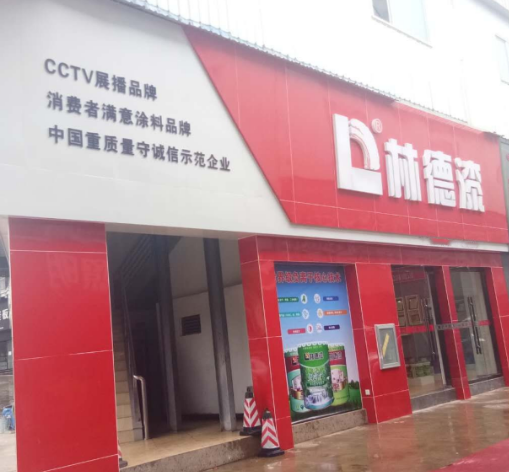 CCTV展播品牌
消费者满意涂料品牌
中国重质量守诚信示范企业
林德漆